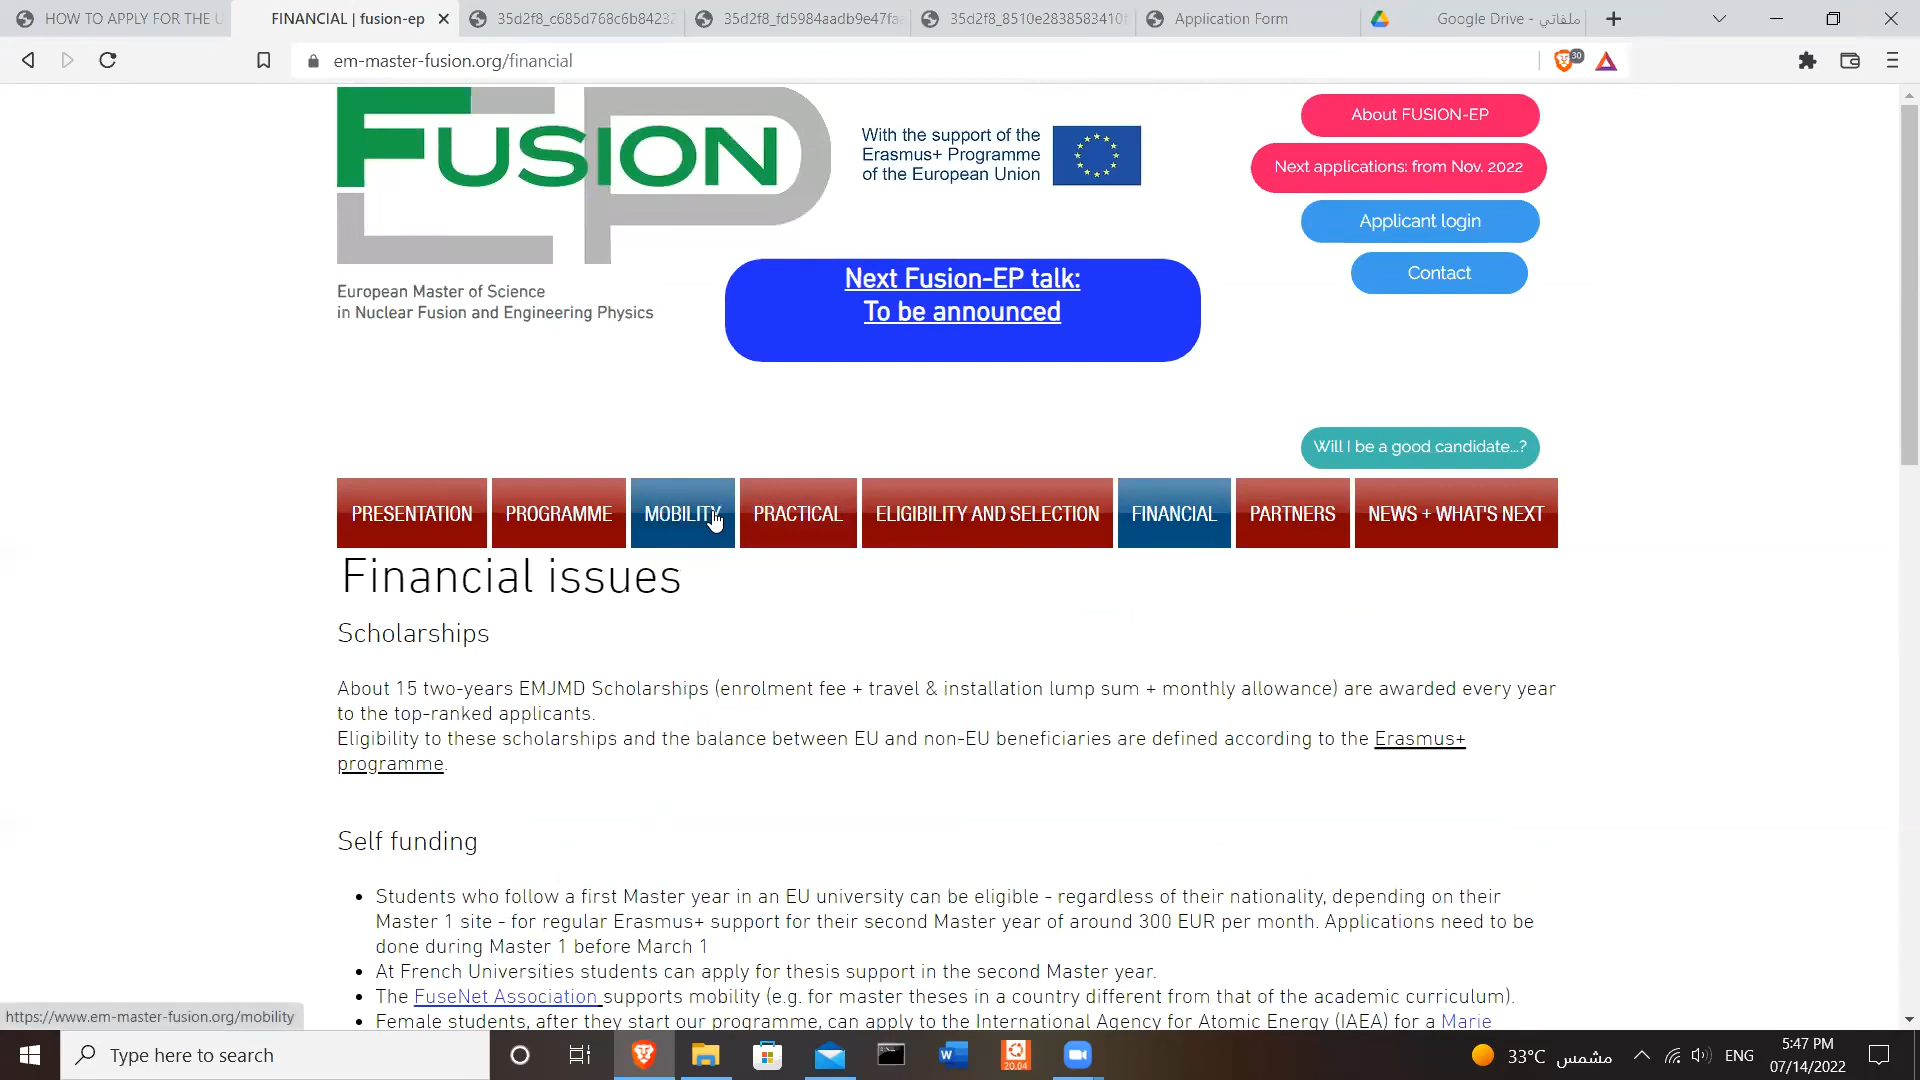 HOW TO APPLY FOR THE U
FINANCIAL | fusion-ep
35d2f8_c685d768c6b84232
35d2f8_fd5984aadb9e47fa
35d2f8_8510e2838583410f
Application Form
Google Drive - ملفاتي
em-master-fusion.org/financial
30
FUSION
EP
European Master of Science
in Nuclear Fusion and Engineering Physics
With the support of the
Erasmus+ Programme
of the European Union
About FUSION-EP
Next applications: from Nov. 2022
Applicant login
Contact
Next Fusion-EP talk:
To be announced
Will I be a good candidate...?
PRESENTATION
PROGRAMME
MOBILITY
PRACTICAL
ELIGIBILITY AND SELECTION
FINANCIAL
PARTNERS
NEWS + WHAT'S NEXT
Financial issues
Scholarships
About 15 two-years EMJMD Scholarships (enrolment fee + travel & installation lump sum + monthly allowance) are awarded every year
to the top-ranked applicants.
Eligibility to these scholarships and the balance between EU and non-EU beneficiaries are defined according to the Erasmus+
programme.
Self funding
• Students who follow a first Master year in an EU university can be eligible - regardless of their nationality, depending on their
Master 1 site - for regular Erasmus+ support for their second Master year of around 300 EUR per month. Applications need to be
done during Master 1 before March 1
• At French Universities students can apply for thesis support in the second Master year.
• The FuseNet Association supports mobility (e.g. for master theses in a country different from that of the academic curriculum).
• Female students, after they start our programme, can apply to the International Agency for Atomic Energy (IAEA) for a Marie
https://www.em-master-fusion.org/mobility
Type here to search
W
20.04
33°C مشمس
ENG
5:47 PM
07/14/2022